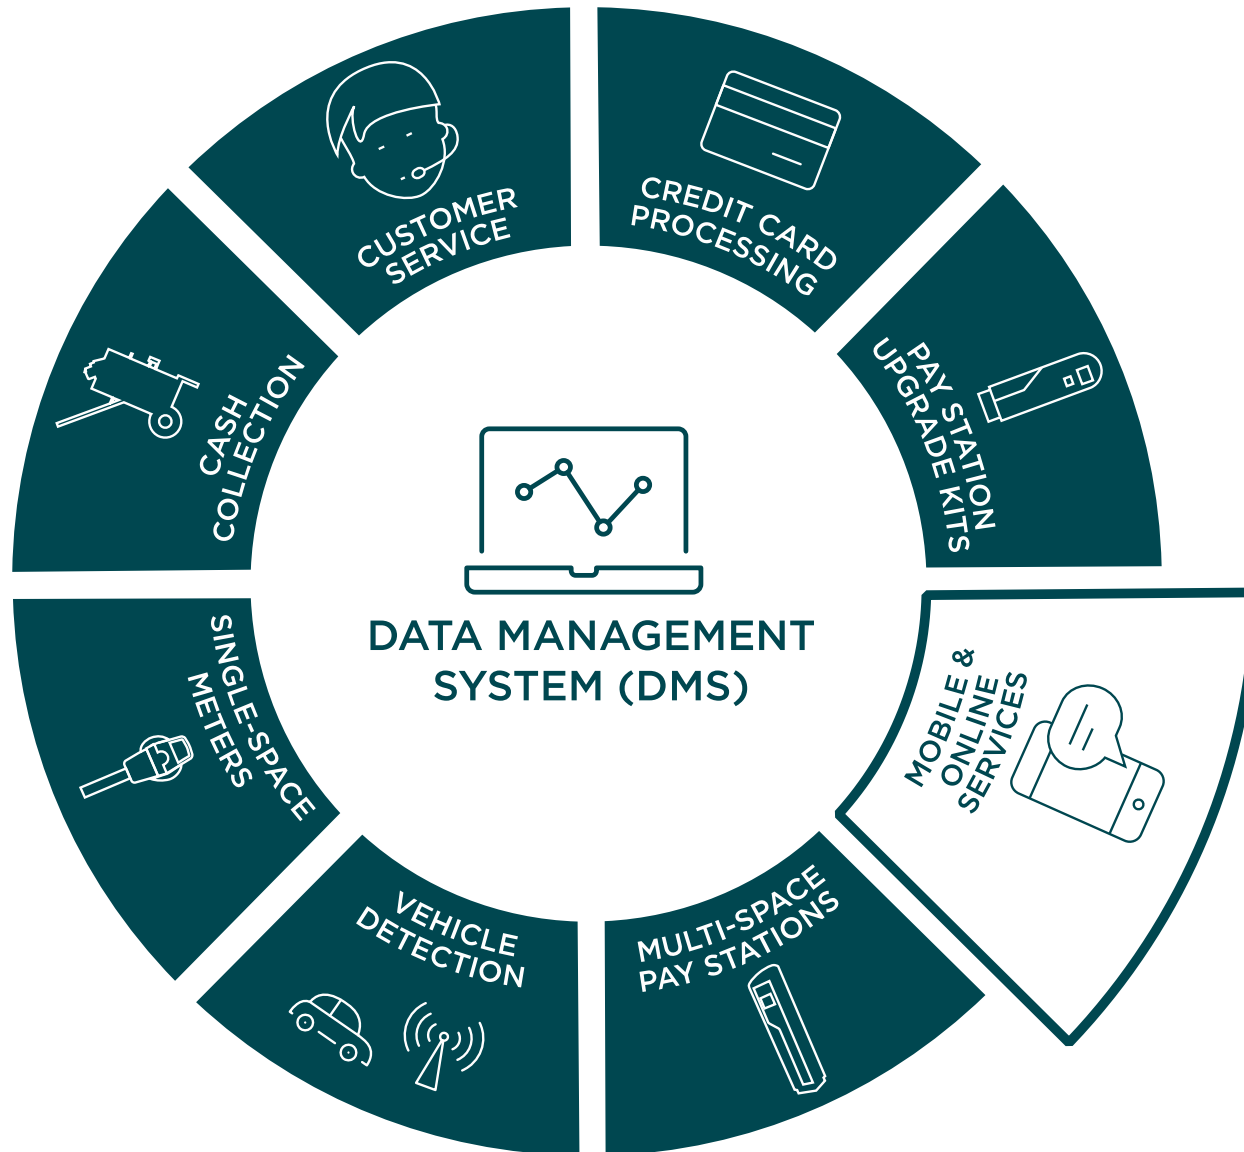 CUSTOMER
SERVICE
CREDIT CARD
PROCESSING
PAY STATION
UPGRADE KITS
MOBILE &
ONLINE
SERVICES
MULTI-SPACE
PAY STATIONS
VEHICLE
DETECTION
SINGLE-SPACE
METERS
CASH
COLLECTION
DATA MANAGEMENT
SYSTEM (DMS)